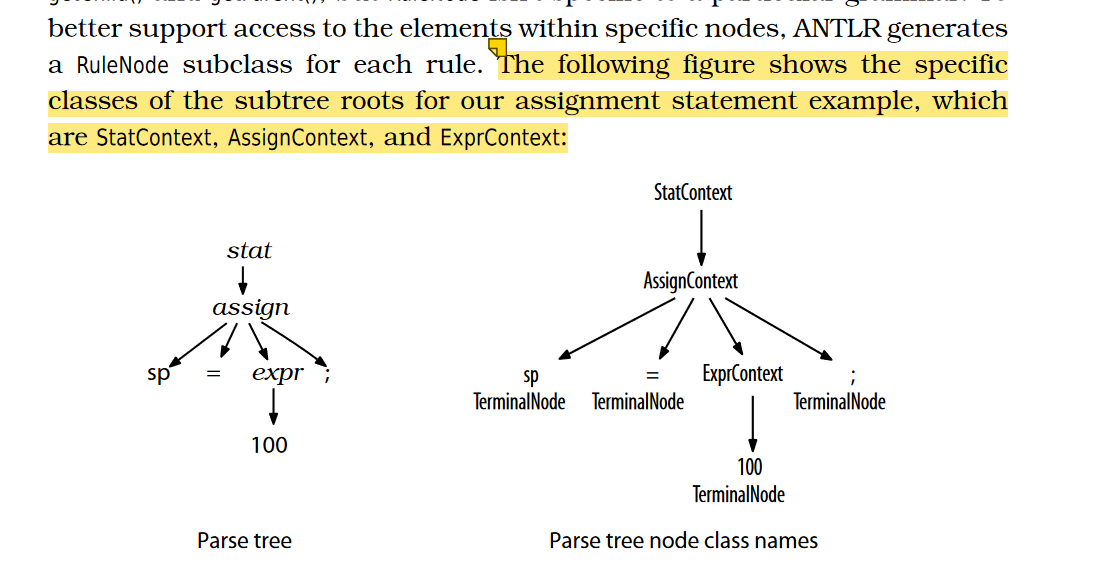 better support access to the elements within specific nodes, ANTLR generates
a RuleNode subclass for each rule. The following figure shows the specific
classes of the subtree roots for our assignment statement example, which
are StatContext, AssignContext, and ExprContext:
stat
assign
sp = expr ;
100
Parse tree
StatContext
AssignContext
sp = ExprContext ;
TerminalNode TerminalNode TerminalNode
100
TerminalNode
Parse tree node class names